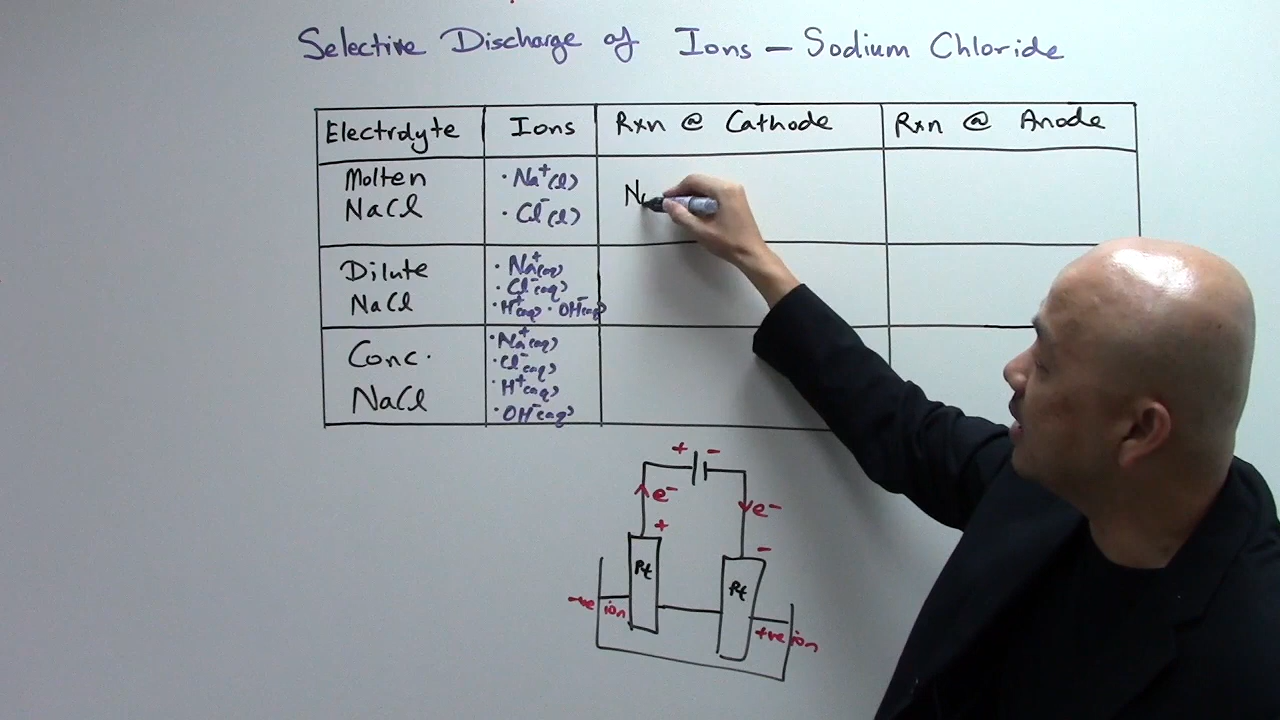 Selective Discharge of Ions – Sodium Chloride
Electrolyte Ions Rxn @ Cathode Rxn @ Anode
Molten
NaCl
· Na⁺(l)
· Cl⁻(l)
Na
Dilute
NaCl
· Na⁺(aq)
· Cl⁻(aq)
· H⁺(aq) · OH⁻(aq)
Conc.
NaCl
· Na⁺(aq)
· Cl⁻(aq)
· H⁺(aq)
· OH⁻(aq)
+ −
e⁻ e⁻
+ −
Pt Pt
-ve ion
+ve ion